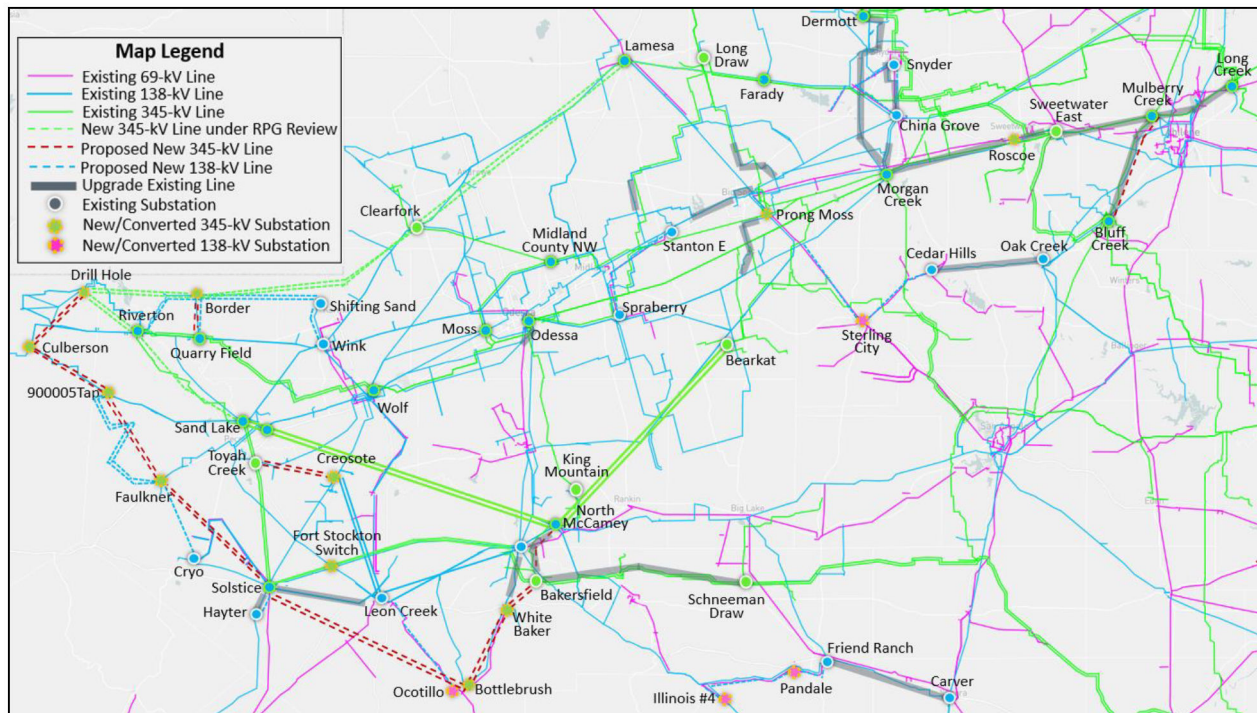 Map Legend
Existing 69-kV Line
Existing 138-kV Line
Existing 345-kV Line
New 345-kV Line under RPG Review
Proposed New 345-kV Line
Proposed New 138-kV Line
Upgrade Existing Line
Existing Substation
New/Converted 345-kV Substation
New/Converted 138-kV Substation
Dermott
Lamesa
Long
Draw
Farady
Snyder
China Grove
Long
Creek
Mulberry
Creek
Sweetwater
East
Roscoe
Morgan
Creek
Clearfork
Midland
County NW
Stanton E
Prong Moss
Cedar Hills
Oak Creek
Bluff
Creek
Drill Hole
Border
Shifting Sand
Riverton
Quarry Field
Wink
Culberson
Moss
Odessa
Spraberry
Bearkat
Sterling
City
900005Tap
Wolf
Sand Lake
Toyah
Creek
Creosote
King
Mountain
Rankin
Big Lake
North
McCamey
Faulkner
Fort Stockton
Switch
Cryo
Solstice
Hayter
Leon Creek
Bakersfield
Schneeman
Draw
White
Baker
Ocotillo
Bottlebrush
Friend Ranch
Pandale
Illinois #4
Carver